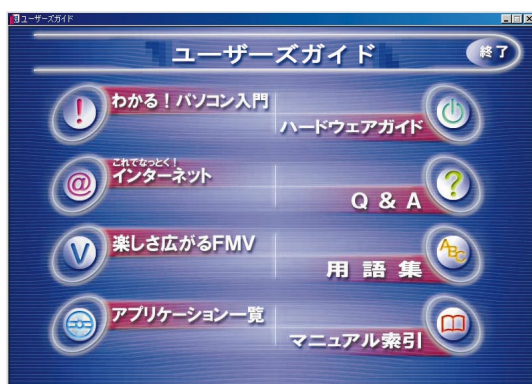 ユーザーズガイド
ユーザーズガイド
終了
わかる！パソコン入門
ハードウェアガイド
これでなっとく！
インターネット
Q & A
楽しさ広がるFMV
用語集
アプリケーション一覧
マニュアル索引
!
@
V
?
ABC